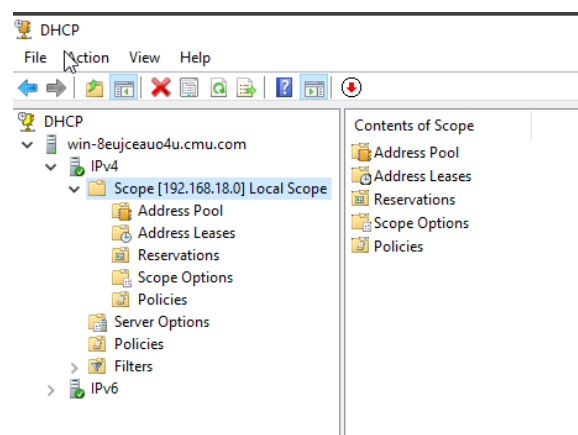 DHCP
File Action View Help
DHCP
win-8eujceauo4u.cmu.com
IPv4
Scope [192.168.18.0] Local Scope
Address Pool
Address Leases
Reservations
Scope Options
Policies
Server Options
Policies
Filters
IPv6
Contents of Scope
Address Pool
Address Leases
Reservations
Scope Options
Policies